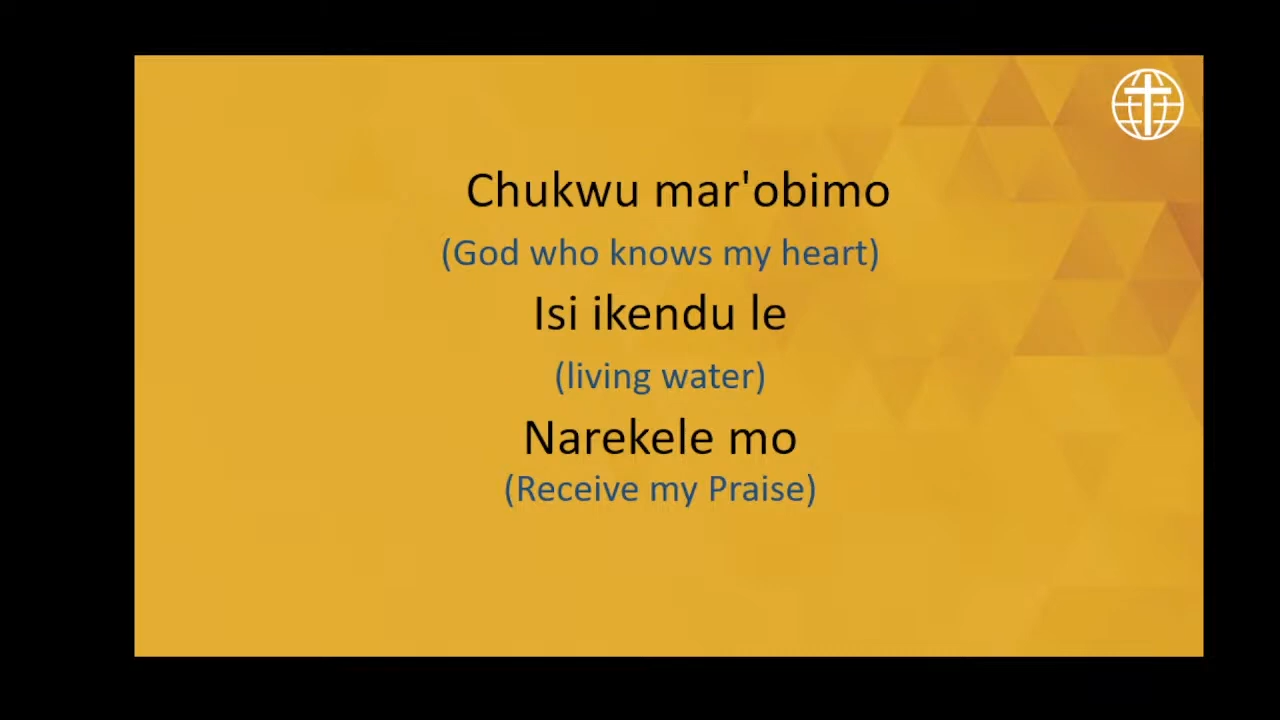 Chukwu mar'obimo
(God who knows my heart)
Isi ikendu le
(living water)
Narekele mo
(Receive my Praise)